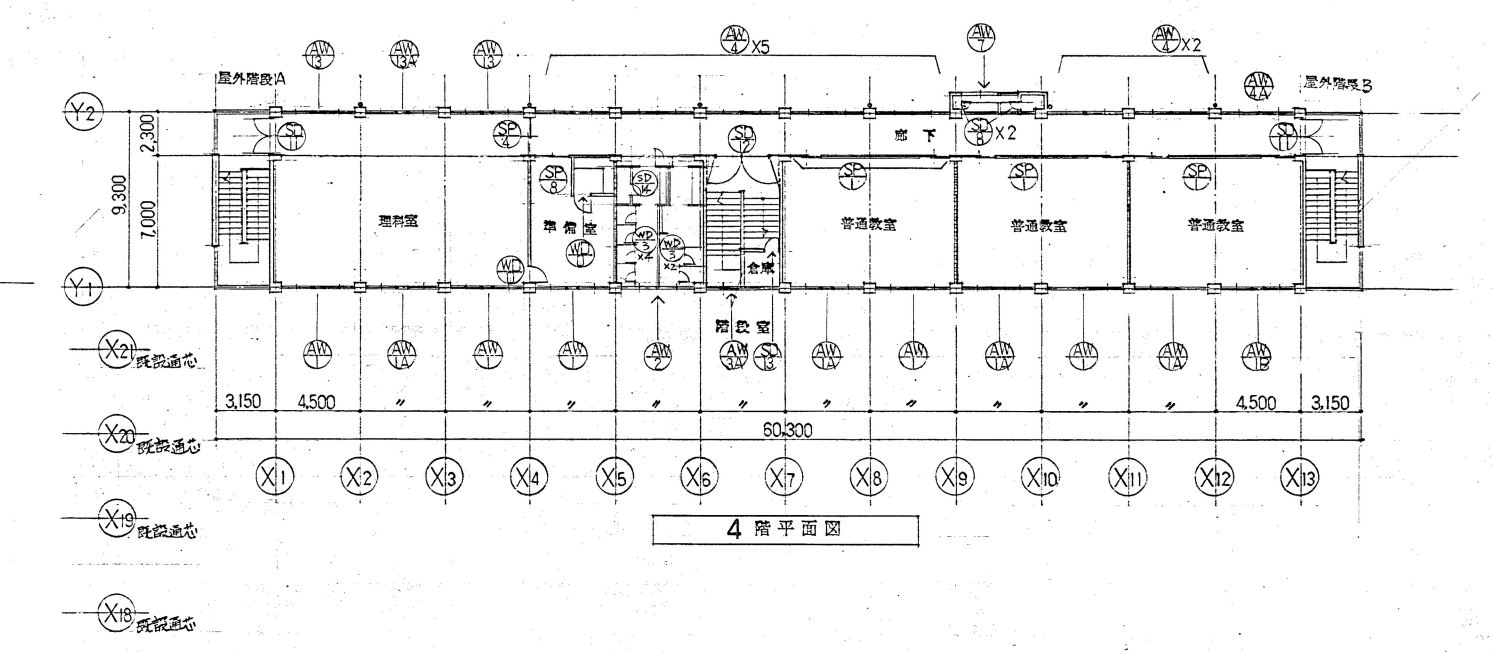 AW 13
AW 13A
AW 13
AW 4 X5
AW 7
AW 4 X2
屋外階段A
AW 4A
屋外階段B
Y2
SD 11
SP 4
SD 12
廊下
SD 8 X2
SD 11
2,300
9,300
7,000
SP 8
SD 14
SP 1
SP 1
SP 1
理科室
準備室
WD 3 X4
WD 3 X2
普通教室
普通教室
普通教室
WD 1
倉庫
Y1
階段室
X21 既設通芯
AW 1
AW 1A
AW 1
AW 1
AW 2
AW 3A
SD 13
AW 1A
AW 1
AW 1A
AW 1
AW 1A
AW 1B
3,150
4,500
〃
〃
〃
〃
〃
〃
〃
〃
〃
〃
4,500
3,150
X20 既設通芯
60,300
X1
X2
X3
X4
X5
X6
X7
X8
X9
X10
X11
X12
X13
X19 既設通芯
4階平面図
X18 既設通芯